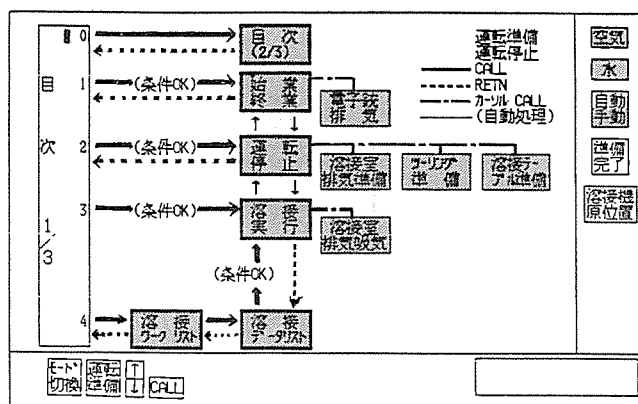 0
目次
(2/3)
運転準備
運転停止
CALL
RETN
カーソル CALL
(自動処理)
空気
水
自動
手動
準備
完了
溶接機
原位置
目
次
1/3
1
(条件OK)
始業
終業
電子銃
排気
2
(条件OK)
運転
停止
溶接室
排気準備
ツーリング
準備
溶接テー
ブル準備
3
(条件OK)
溶接
実行
溶接室
排気吸気
(条件OK)
4
溶接
ワークリスト
溶接
データリスト
モード
切換
運転
準備
↑
↓
CALL